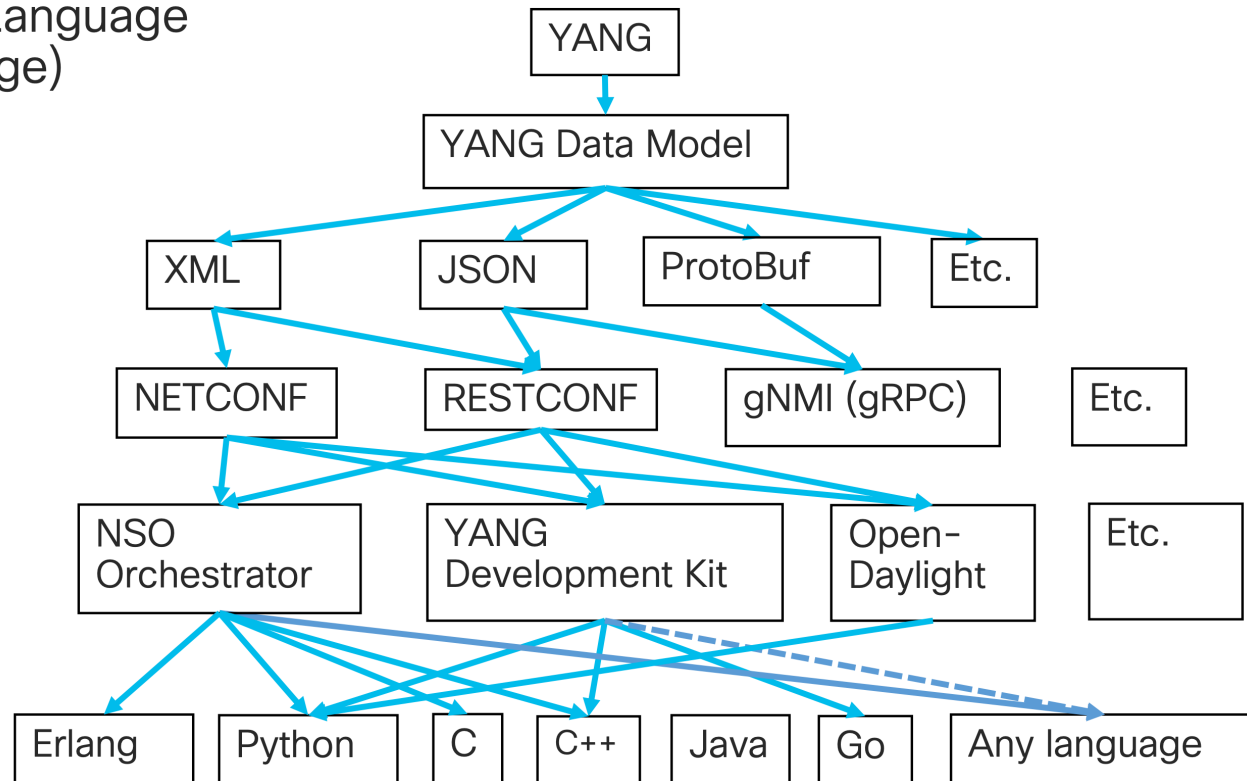 Language
ge)
YANG
YANG Data Model
XML
JSON
ProtoBuf
Etc.
NETCONF
RESTCONF
gNMI (gRPC)
Etc.
NSO
Orchestrator
YANG
Development Kit
Open-
Daylight
Etc.
Erlang
Python
C
C++
Java
Go
Any language